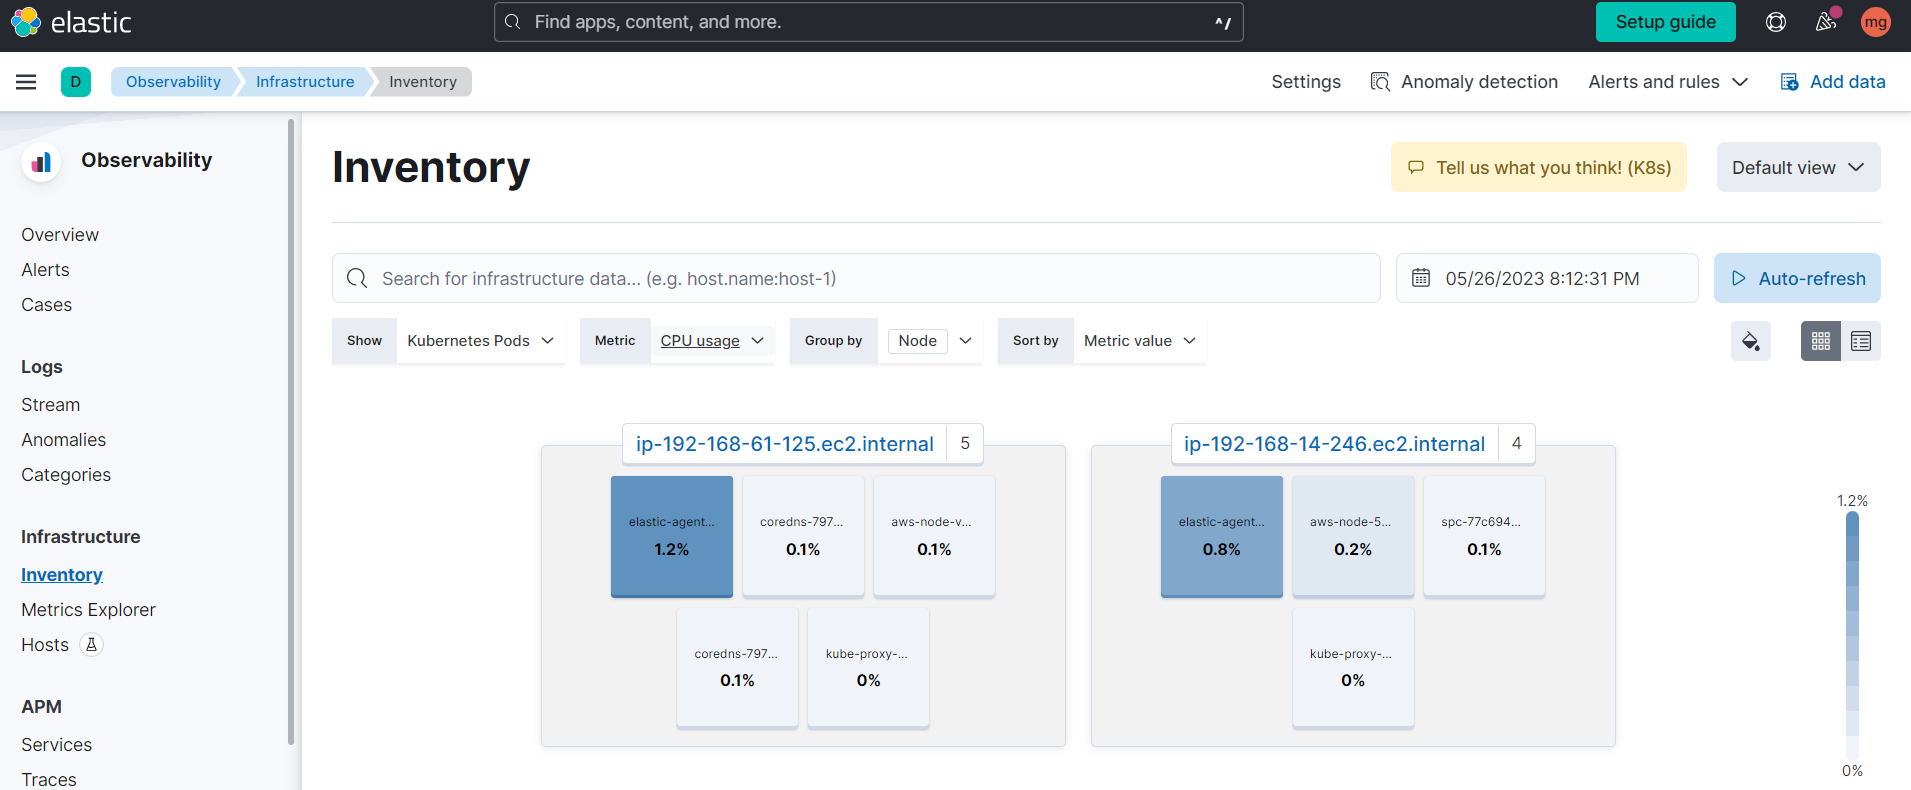 elastic
Find apps, content, and more.
^/
Setup guide
mg
D
Observability
Infrastructure
Inventory
Settings
Anomaly detection
Alerts and rules
Add data
Observability
Overview
Alerts
Cases
Logs
Stream
Anomalies
Categories
Infrastructure
Inventory
Metrics Explorer
Hosts
APM
Services
Traces
Inventory
Tell us what you think! (K8s)
Default view
Search for infrastructure data... (e.g. host.name:host-1)
05/26/2023 8:12:31 PM
Auto-refresh
Show
Kubernetes Pods
Metric
CPU usage
Group by
Node
Sort by
Metric value
ip-192-168-61-125.ec2.internal
5
elastic-agent...
1.2%
coredns-797...
0.1%
aws-node-v...
0.1%
coredns-797...
0.1%
kube-proxy-...
0%
ip-192-168-14-246.ec2.internal
4
elastic-agent...
0.8%
aws-node-5...
0.2%
spc-77c694...
0.1%
kube-proxy-...
0%
1.2%
0%